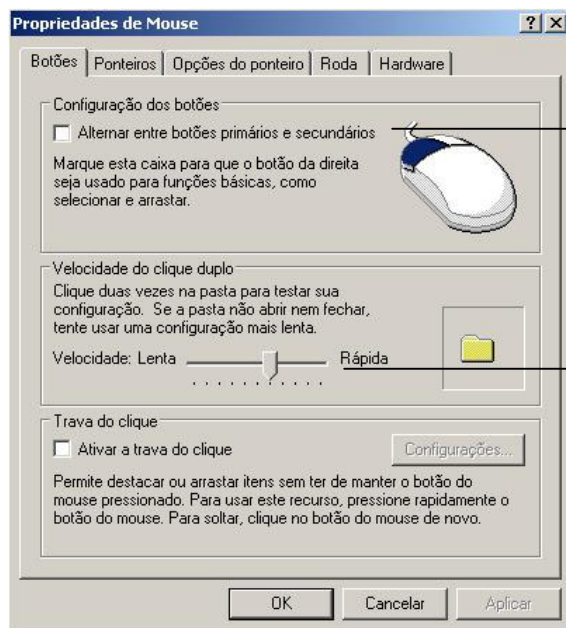 Propriedades de Mouse
Botões Ponteiros Opções do ponteiro Roda Hardware
Configuração dos botões
Alternar entre botões primários e secundários
Marque esta caixa para que o botão da direita
seja usado para funções básicas, como
selecionar e arrastar.
Velocidade do clique duplo
Clique duas vezes na pasta para testar sua
configuração. Se a pasta não abrir nem fechar,
tente usar uma configuração mais lenta.
Velocidade: Lenta Rápida
Trava do clique
Ativar a trava do clique Configurações...
Permite destacar ou arrastar itens sem ter de manter o botão do
mouse pressionado. Para usar este recurso, pressione rapidamente o
botão do mouse. Para soltar, clique no botão do mouse de novo.
OK Cancelar Aplicar